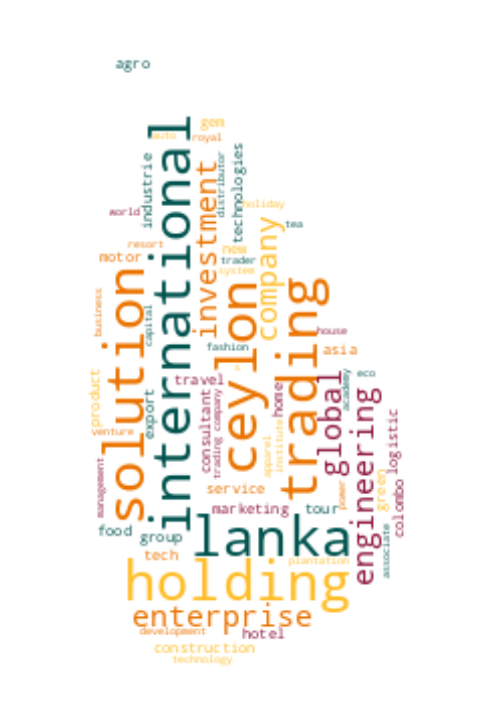 agro
gem
auto
royal
international
industrie
technologies
distributor
investment
world
holiday
tea
company
resort
new
motor
trader
system
solution
ceylon
trading
business
capital
house
fashion
asia
travel
eco
product
export
consultant
trading company
home
global
academy
engineering
logistic
venture
apparel
institute
management
service
power
green
colombo
marketing
tour
food
group
lanka
associate
tech
plantation
holding
enterprise
development
hotel
construction
technology